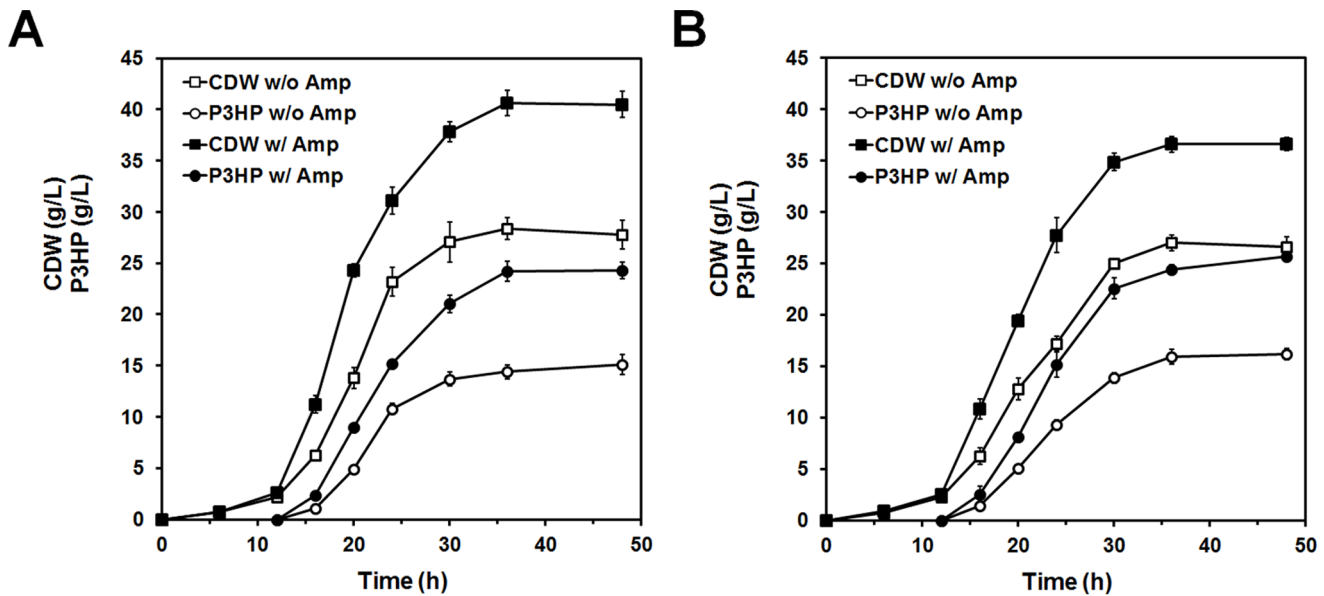 A
CDW (g/L)
P3HP (g/L)
45
40
35
30
25
20
15
10
5
0
CDW w/o Amp
P3HP w/o Amp
CDW w/ Amp
P3HP w/ Amp
0 10 20 30 40 50
Time (h)
B
CDW (g/L)
P3HP (g/L)
45
40
35
30
25
20
15
10
5
0
CDW w/o Amp
P3HP w/o Amp
CDW w/ Amp
P3HP w/ Amp
0 10 20 30 40 50
Time (h)